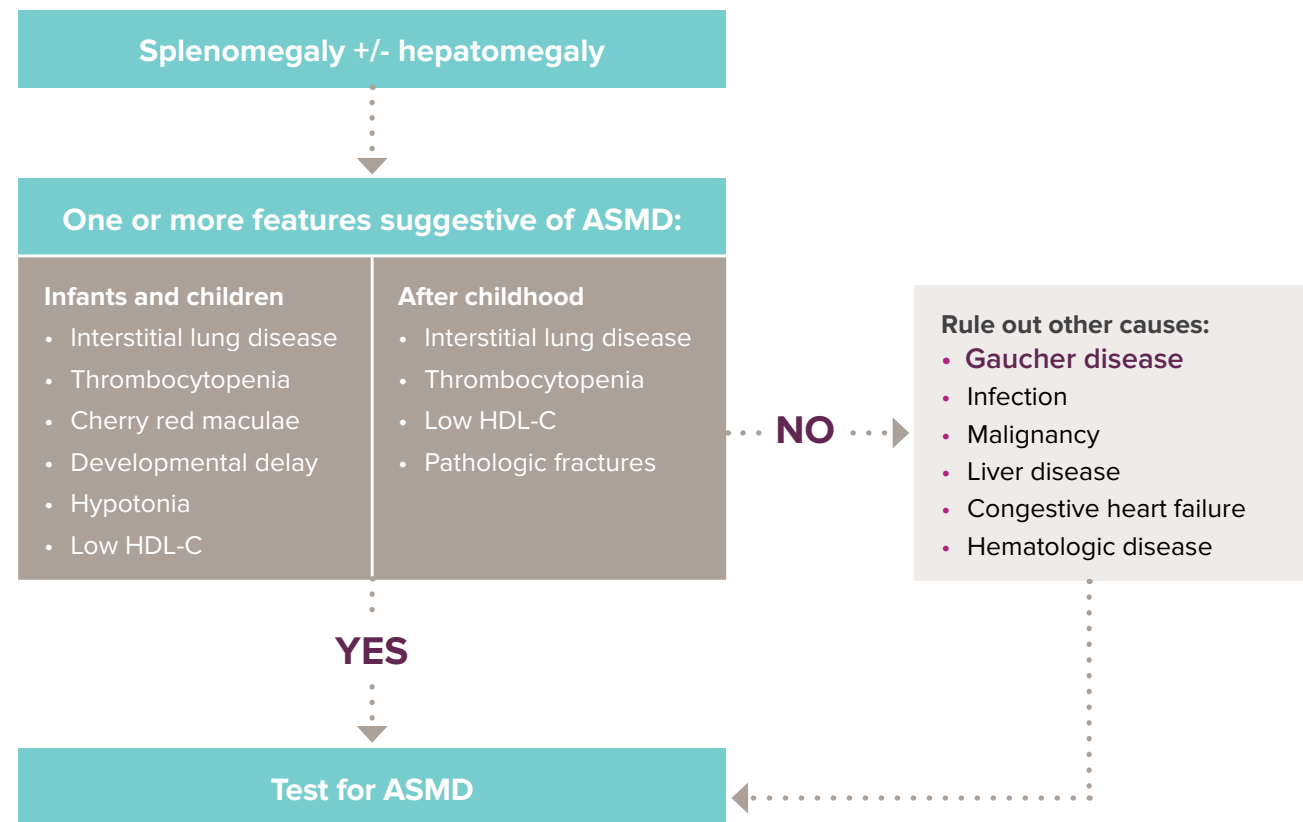 Splenomegaly +/- hepatomegaly
One or more features suggestive of ASMD:
Infants and children
• Interstitial lung disease
• Thrombocytopenia
• Cherry red maculae
• Developmental delay
• Hypotonia
• Low HDL-C
After childhood
• Interstitial lung disease
• Thrombocytopenia
• Low HDL-C
• Pathologic fractures
NO
Rule out other causes:
• Gaucher disease
• Infection
• Malignancy
• Liver disease
• Congestive heart failure
• Hematologic disease
YES
Test for ASMD